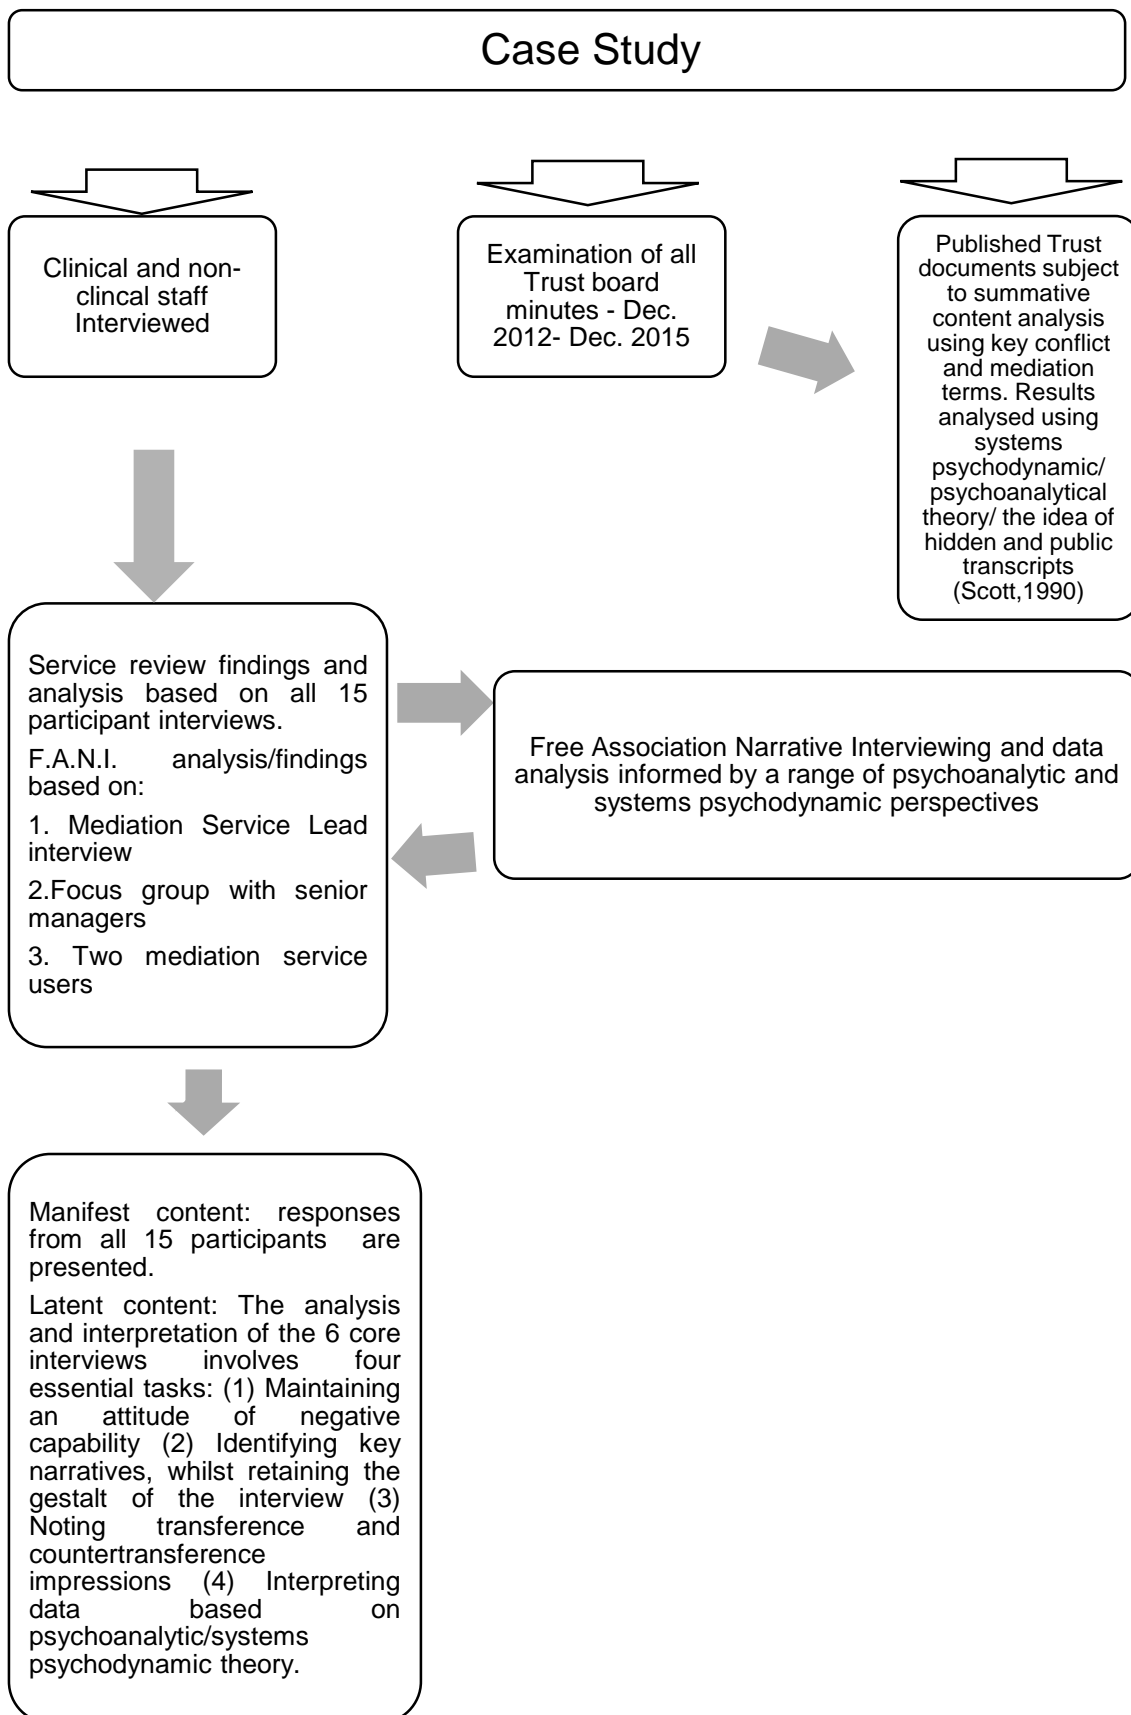 Case Study
Clinical and non-
clincal staff
Interviewed
Examination of all
Trust board
minutes - Dec.
2012- Dec. 2015
Published Trust
documents subject
to summative
content analysis
using key conflict
and mediation
terms. Results
analysed using
systems
psychodynamic/
psychoanalytical
theory/ the idea of
hidden and public
transcripts
(Scott,1990)
Service review findings and
analysis based on all 15
participant interviews.
F.A.N.I. analysis/findings
based on:
1. Mediation Service Lead
interview
2.Focus group with senior
managers
3. Two mediation service
users
Free Association Narrative Interviewing and data
analysis informed by a range of psychoanalytic and
systems psychodynamic perspectives
Manifest content: responses
from all 15 participants are
presented.
Latent content: The analysis
and interpretation of the 6 core
interviews involves four
essential tasks: (1) Maintaining
an attitude of negative
capability (2) Identifying key
narratives, whilst retaining the
gestalt of the interview (3)
Noting transference and
countertransference
impressions (4) Interpreting
data based on
psychoanalytic/systems
psychodynamic theory.